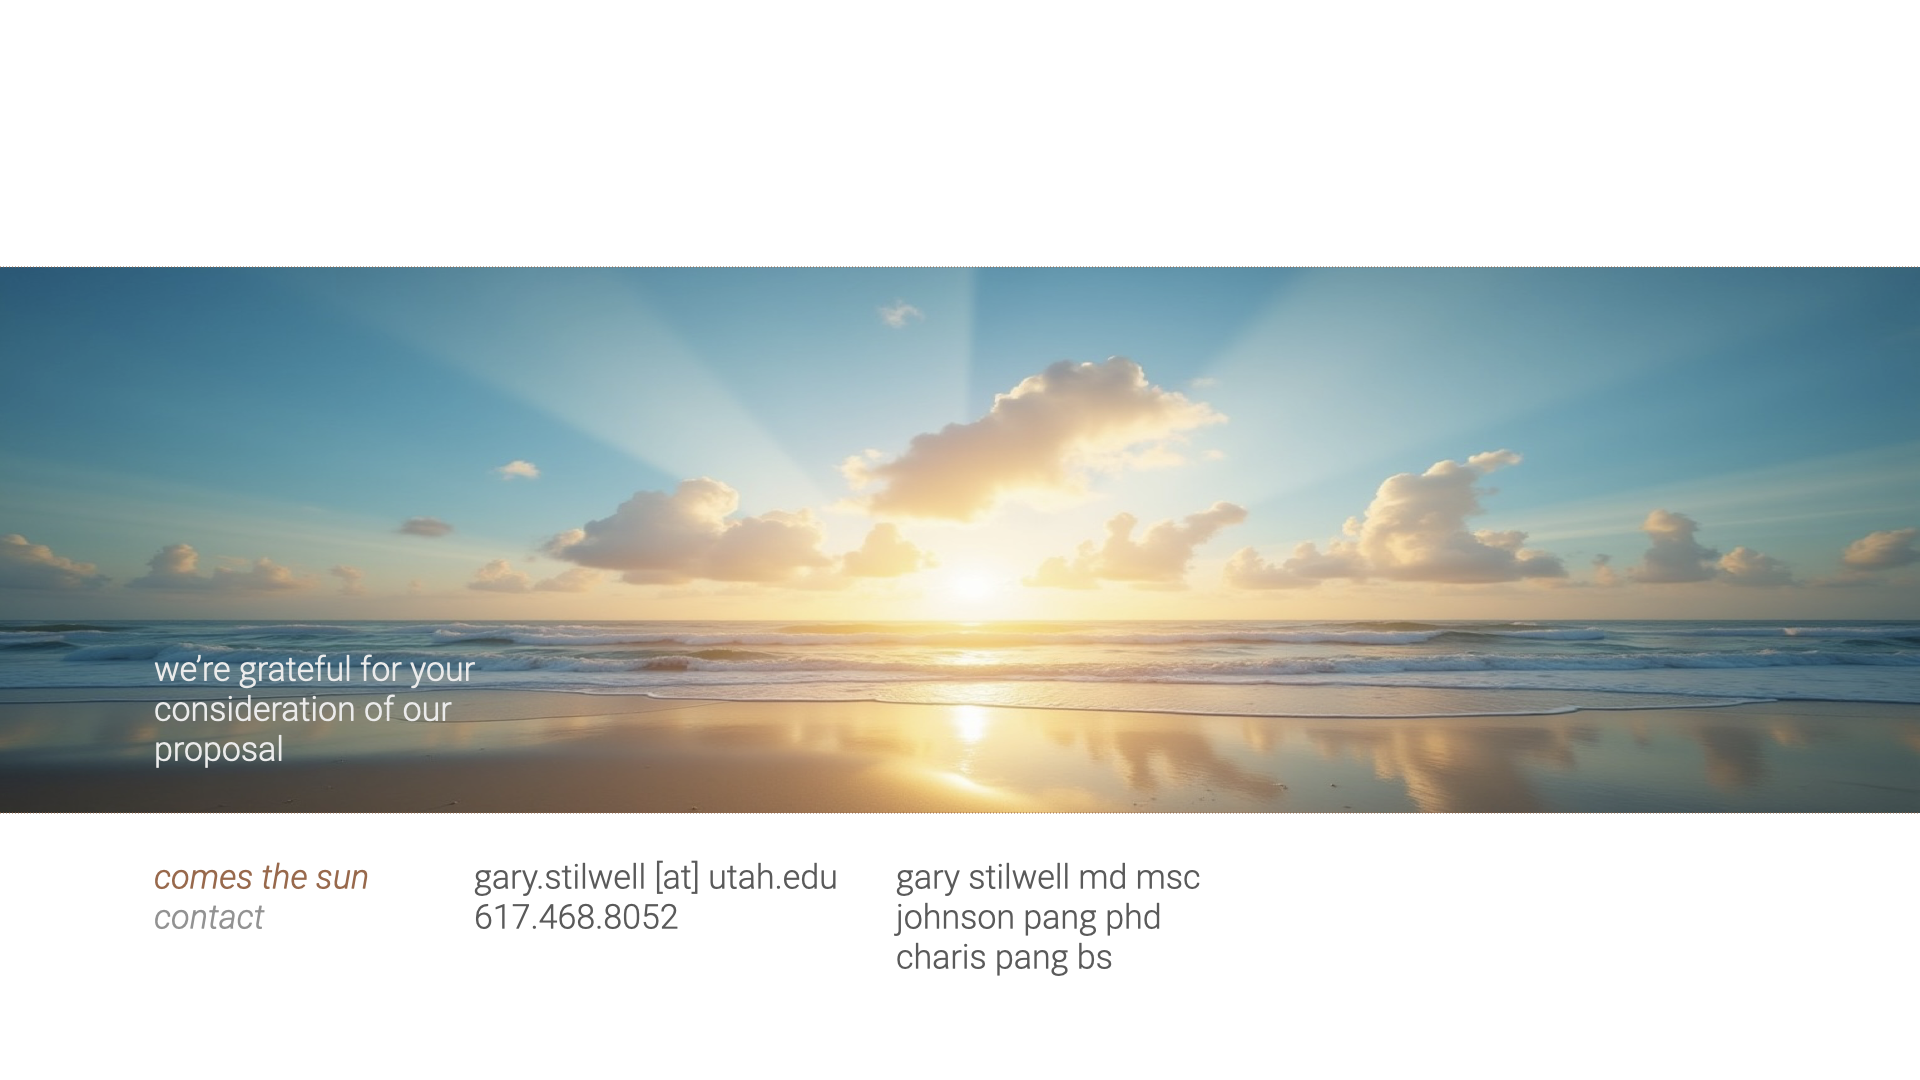 we're grateful for your
consideration of our
proposal
comes the sun
contact
gary.stilwell [at] utah.edu
617.468.8052
gary stilwell md msc
johnson pang phd
charis pang bs